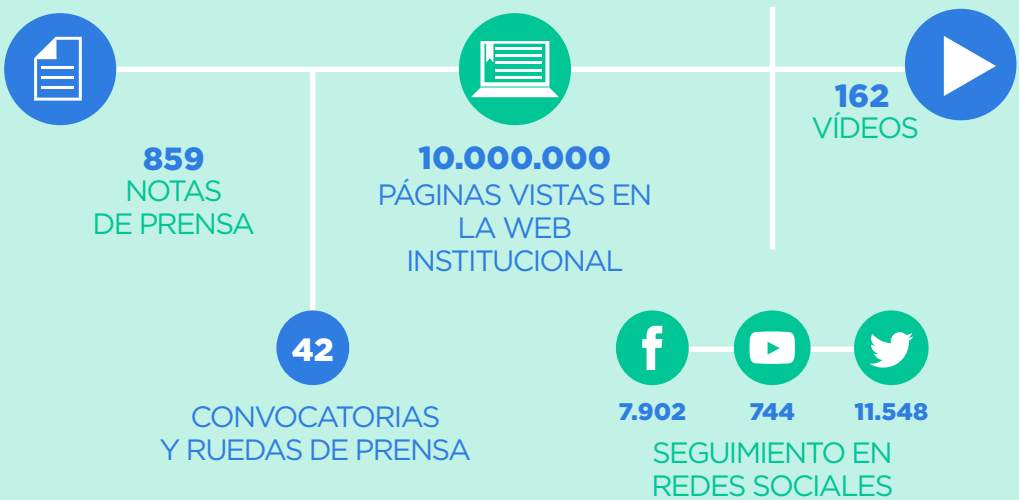 859
NOTAS
DE PRENSA
10.000.000
PÁGINAS VISTAS EN
LA WEB
INSTITUCIONAL
162
VÍDEOS
42
CONVOCATORIAS
Y RUEDAS DE PRENSA
7.902 744 11.548
SEGUIMIENTO EN
REDES SOCIALES